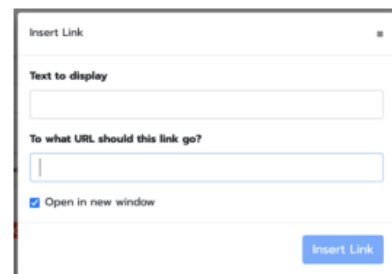 Insert Link
Text to display
To what URL should this link go?
Open in new window
Insert Link